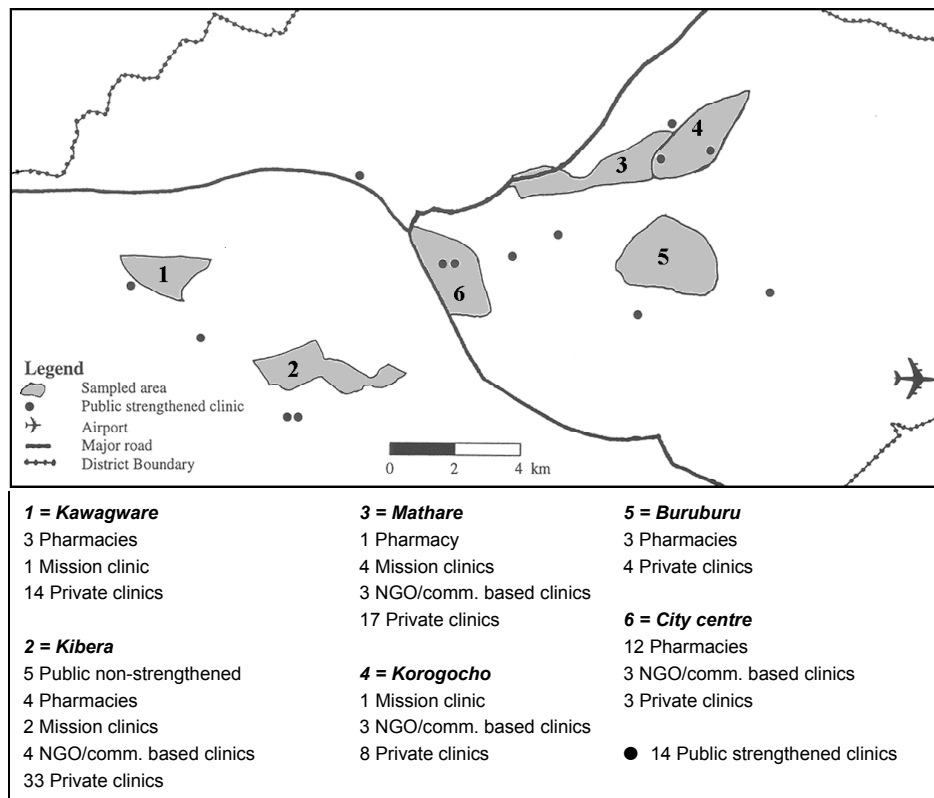 4
3
1
5
6
2
Legend
Sampled area
Public strengthened clinic
Airport
Major road
District Boundary
0 2 4 km
1 = Kawagware
3 Pharmacies
1 Mission clinic
14 Private clinics
2 = Kibera
5 Public non-strengthened
4 Pharmacies
2 Mission clinics
4 NGO/comm. based clinics
33 Private clinics
3 = Mathare
1 Pharmacy
4 Mission clinics
3 NGO/comm. based clinics
17 Private clinics
4 = Korogocho
1 Mission clinic
3 NGO/comm. based clinics
8 Private clinics
5 = Buruburu
3 Pharmacies
4 Private clinics
6 = City centre
12 Pharmacies
3 NGO/comm. based clinics
3 Private clinics
14 Public strengthened clinics